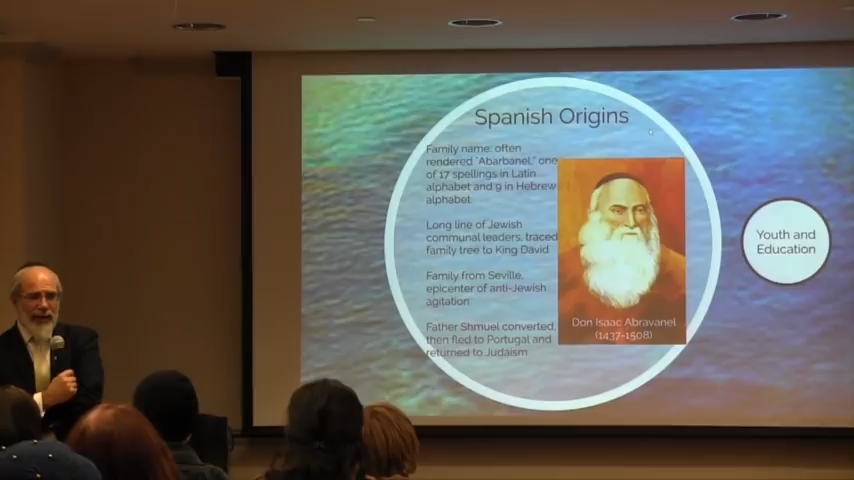 Spanish Origins
Family name: often
rendered "Abarbanel," one
of 17 spellings in Latin
alphabet and 9 in Hebrew
alphabet
Long line of Jewish
communal leaders, traced
family tree to King David
Family from Seville,
epicenter of anti-Jewish
agitation
Father Shmuel converted,
then fled to Portugal and
returned to Judaism
Don Isaac Abravanel
(1437-1508)
Youth and
Education